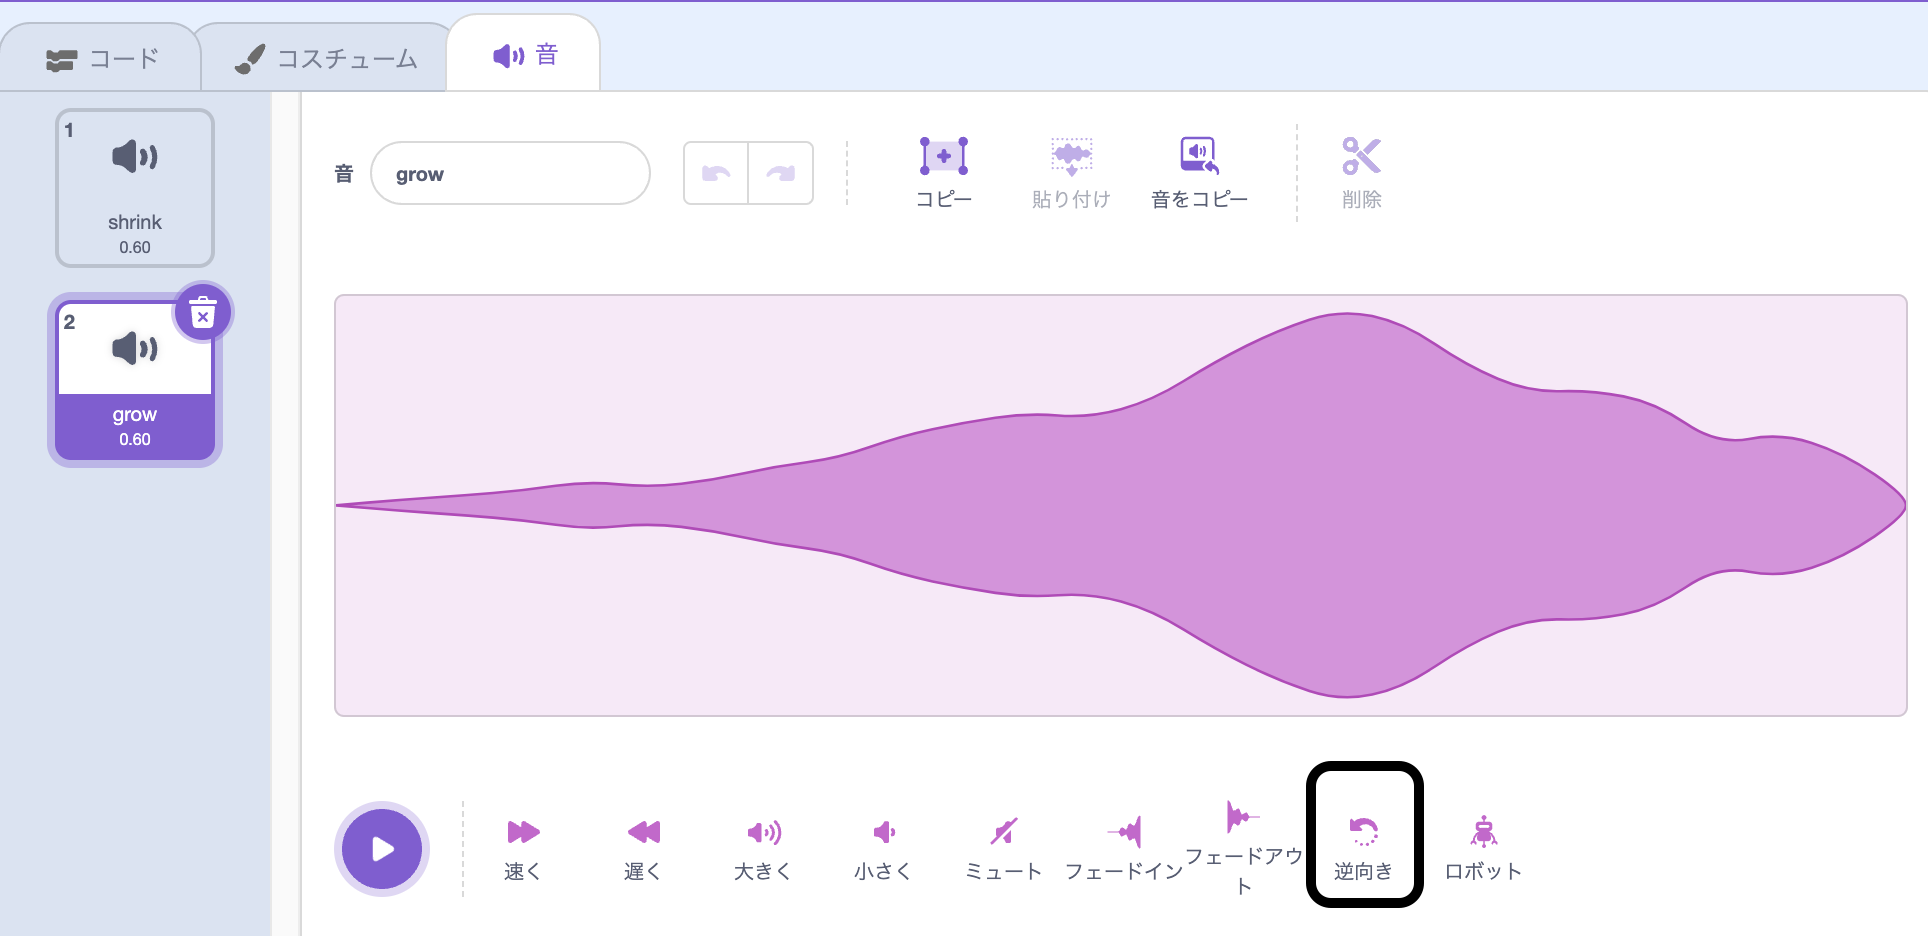 コード
コスチューム
音
1
shrink
0.60
2
grow
0.60
音
grow
コピー
貼り付け
音をコピー
削除
速く
遅く
大きく
小さく
ミュート
フェードイン
フェードアウ
ト
逆向き
ロボット